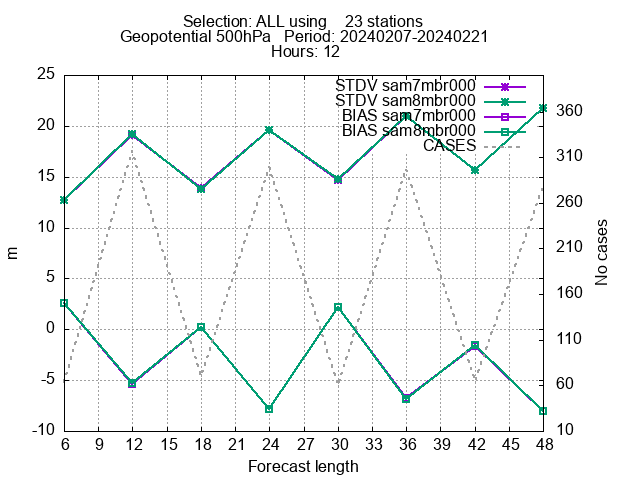 Selection: ALL using    23 stations
Geopotential 500hPa   Period: 20240207-20240221
Hours: 12
STDV sam7mbr000
STDV sam8mbr000
BIAS sam7mbr000
BIAS sam8mbr000
CASES
25
20
15
10
5
0
-5
-10
m
360
310
260
210
160
110
60
10
No cases
6 9 12 15 18 21 24 27 30 33 36 39 42 45 48
Forecast length